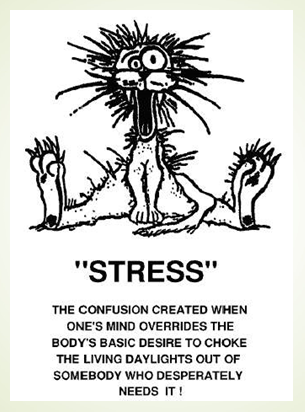 "STRESS"
THE CONFUSION CREATED WHEN
ONE'S MIND OVERRIDES THE
BODY'S BASIC DESIRE TO CHOKE
THE LIVING DAYLIGHTS OUT OF
SOMEBODY WHO DESPERATELY
NEEDS IT !